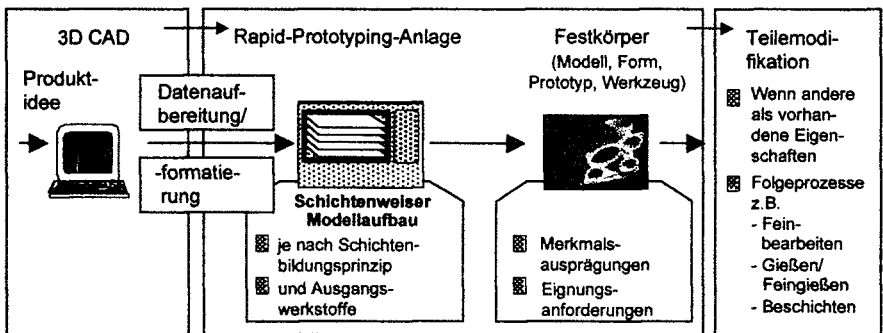 3D CAD
Produkt-
idee
Datenauf-
bereitung/
-formatie-
rung
Rapid-Prototyping-Anlage
Schichtenweiser
Modellaufbau
je nach Schichten-
bildungsprinzip
und Ausgangs-
werkstoffe
Festkörper
(Modell, Form,
Prototyp, Werkzeug)
Merkmals-
ausprägungen
Eignungs-
anforderungen
Teilemodi-
fikation
Wenn andere
als vorhan-
dene Eigen-
schaften
Folgeprozesse
z.B.
- Fein-
bearbeiten
- Gießen/
Feingießen
- Beschichten